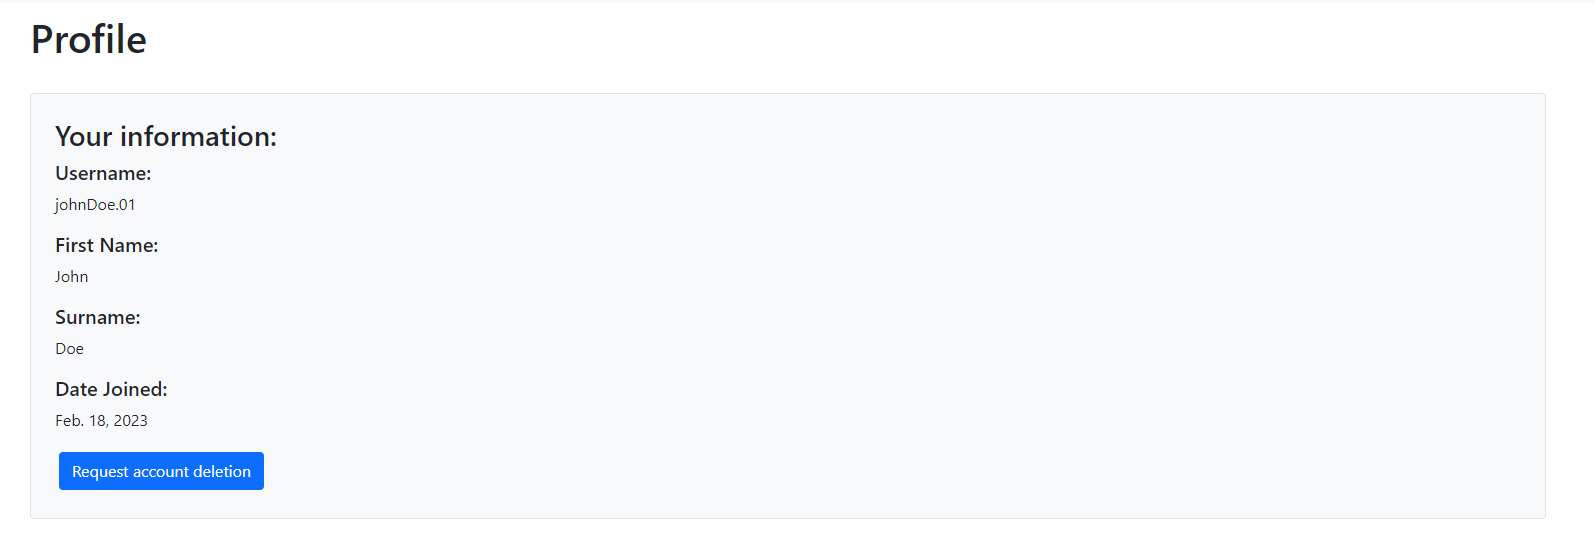 Profile
Your information:
Username:
johnDoe.01
First Name:
John
Surname:
Doe
Date Joined:
Feb. 18, 2023
Request account deletion